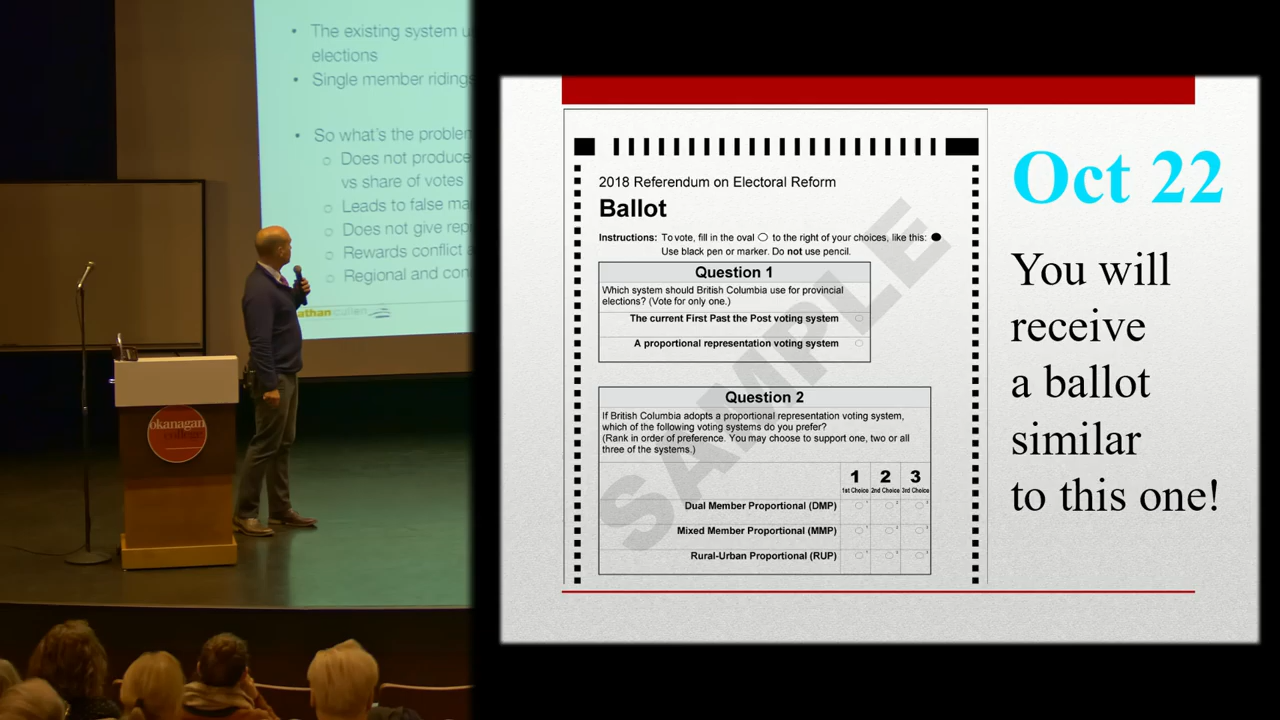 • The existing system u
elections
• Single member ridings
• So what's the problem
○ Does not produce
vs share of votes
○ Leads to false ma
○ Does not give rep
○ Rewards conflict a
○ Regional and con
athancullen
okanagan
college
2018 Referendum on Electoral Reform
Ballot
Instructions: To vote, fill in the oval to the right of your choices, like this:
Use black pen or marker. Do not use pencil.
Question 1
Which system should British Columbia use for provincial
elections? (Vote for only one.)
The current First Past the Post voting system
A proportional representation voting system
Question 2
If British Columbia adopts a proportional representation voting system,
which of the following voting systems do you prefer?
(Rank in order of preference. You may choose to support one, two or all
three of the systems.)
1 2 3
1st Choice 2nd Choice 3rd Choice
Dual Member Proportional (DMP)
Mixed Member Proportional (MMP)
Rural-Urban Proportional (RUP)
SAMPLE
Oct 22
You will
receive
a ballot
similar
to this one!